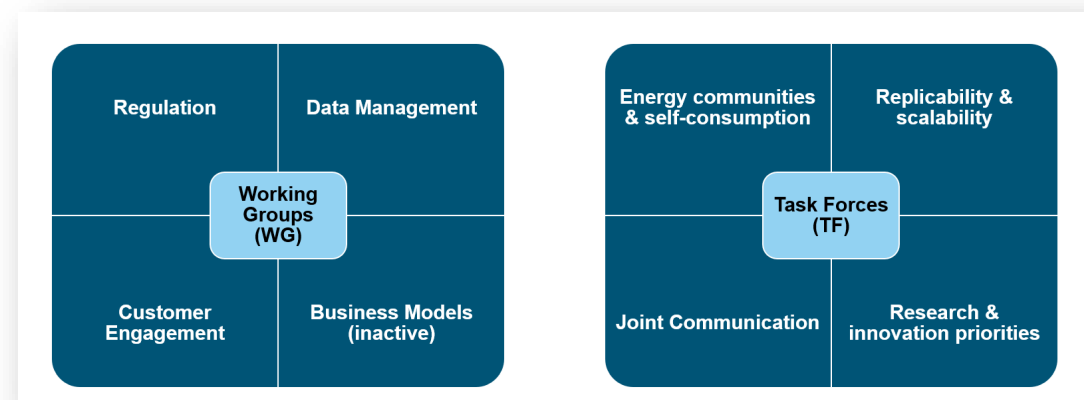 Regulation
Data Management
Working
Groups
(WG)
Customer
Engagement
Business Models
(inactive)
Energy communities
& self-consumption
Replicability &
scalability
Task Forces
(TF)
Joint Communication
Research &
innovation priorities